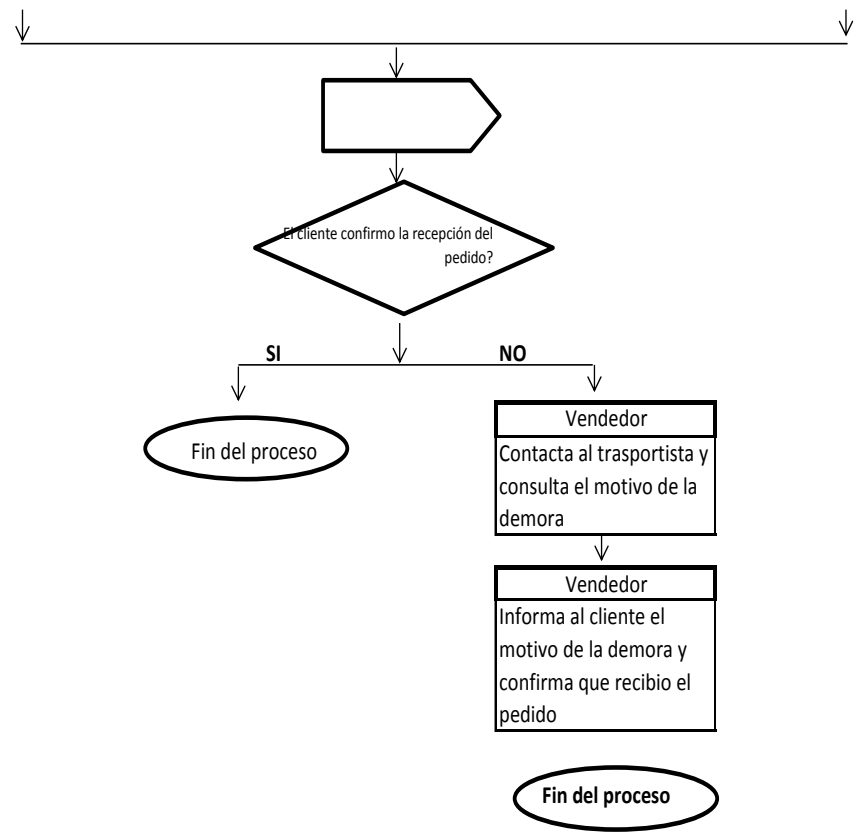 El cliente confirmo la recepción del
pedido?
SI
NO
Fin del proceso
Vendedor
Contacta al trasportista y
consulta el motivo de la
demora
Vendedor
Informa al cliente el
motivo de la demora y
confirma que recibio el
pedido
Fin del proceso